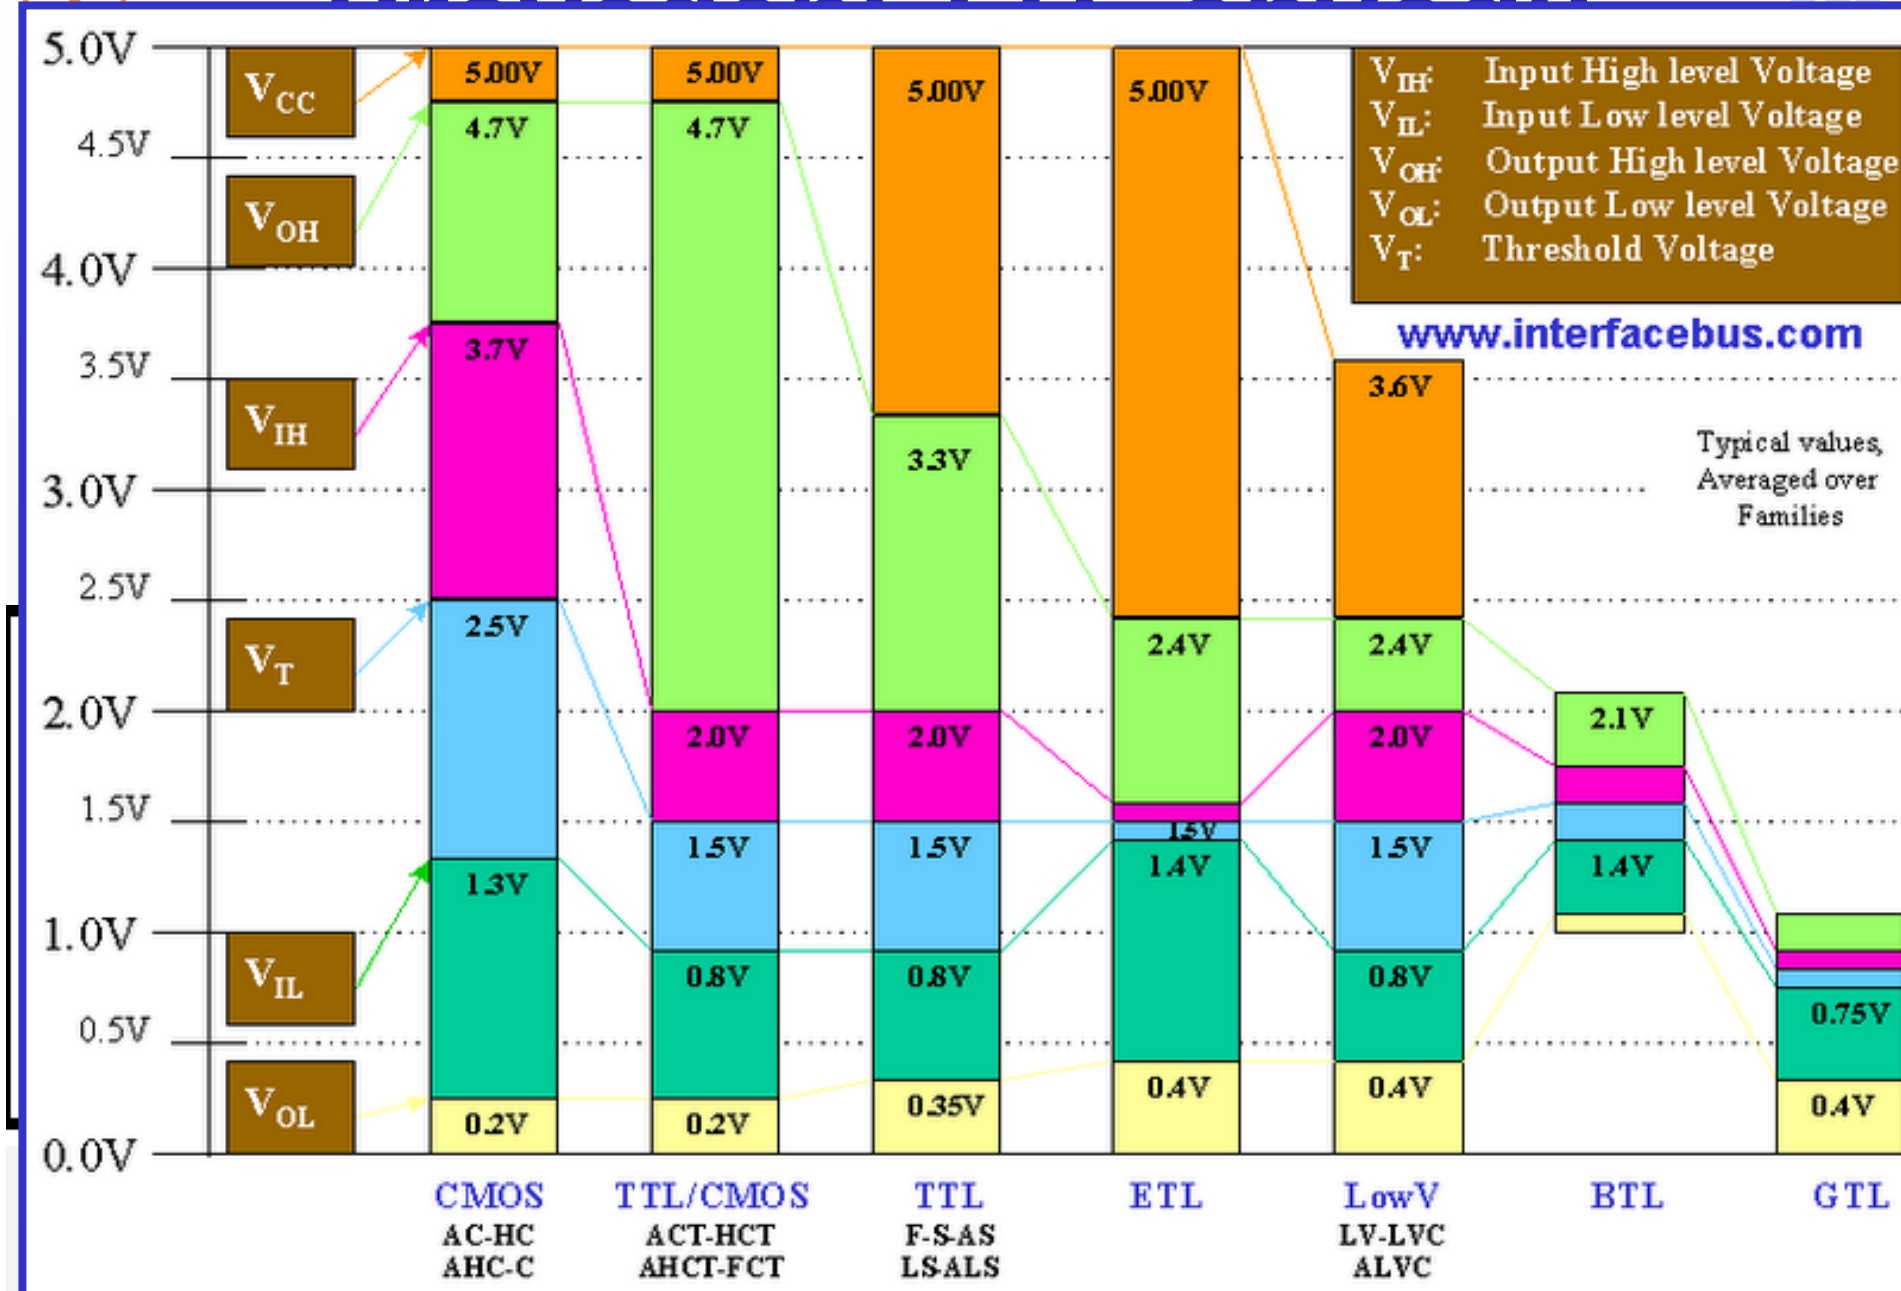 5.0V
4.5V
4.0V
3.5V
3.0V
2.5V
2.0V
1.5V
1.0V
0.5V
0.0V
VCC
VOH
VIH
VT
VIL
VOL
5.00V
4.7V
3.7V
2.5V
1.3V
0.2V
CMOS
AC-HC
AHC-C
5.00V
4.7V
2.0V
1.5V
0.8V
0.2V
TTL/CMOS
ACT-HCT
AHCT-FCT
5.00V
3.3V
2.0V
1.5V
0.8V
0.35V
TTL
F-S-AS
LS-ALS
5.00V
2.4V
1.5V
1.4V
0.4V
ETL
3.6V
2.4V
2.0V
1.5V
0.8V
0.4V
LowV
LV-LVC
ALVC
2.1V
1.4V
BTL
0.75V
0.4V
GTL
VIH: Input High level Voltage
VIL: Input Low level Voltage
VOH: Output High level Voltage
VOL: Output Low level Voltage
VT: Threshold Voltage
www.interfacebus.com
Typical values,
Averaged over
Families